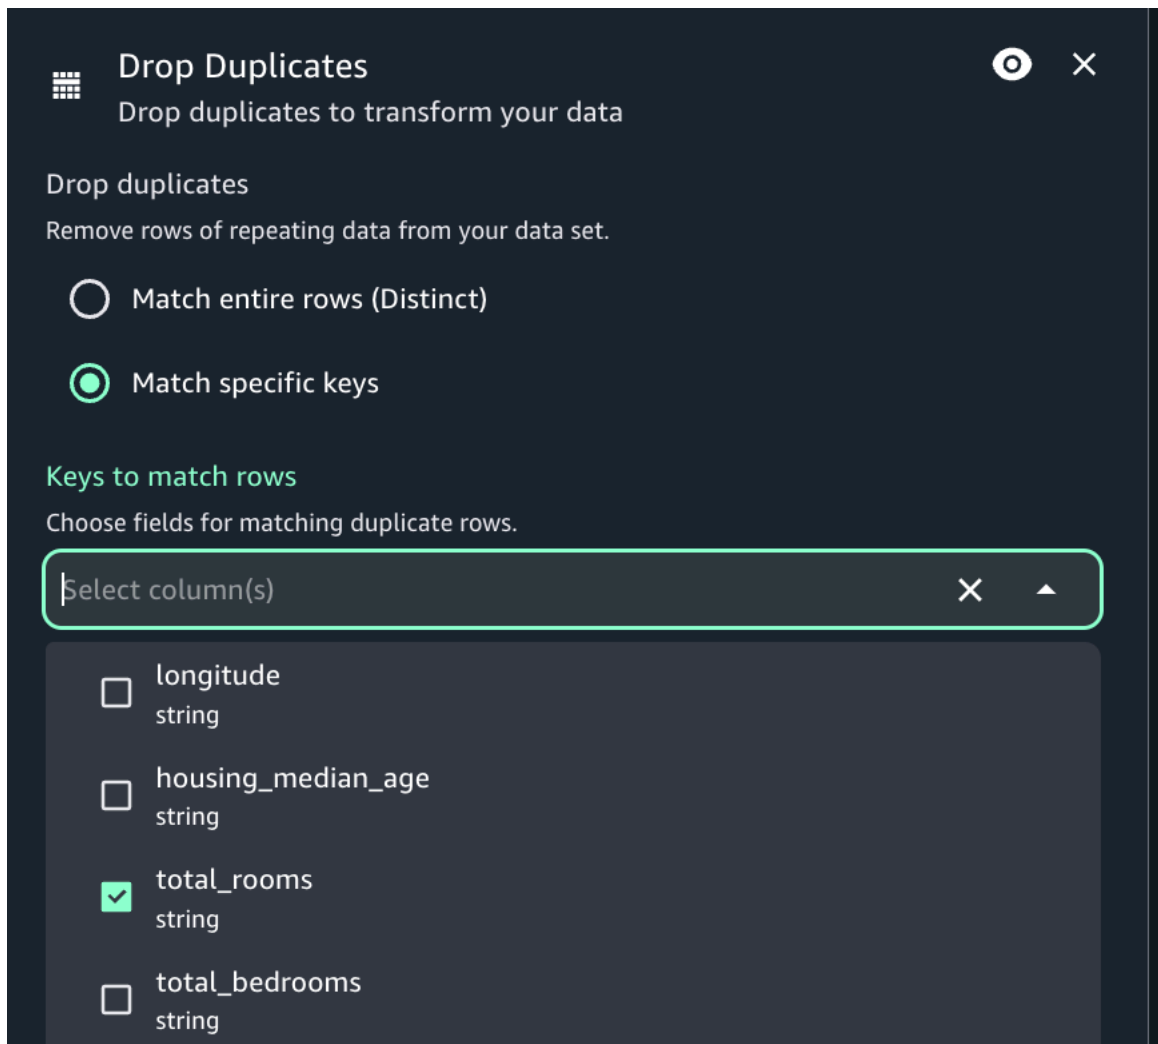 Drop Duplicates
Drop duplicates to transform your data
Drop duplicates
Remove rows of repeating data from your data set.
Match entire rows (Distinct)
Match specific keys
Keys to match rows
Choose fields for matching duplicate rows.
Select column(s)
longitude
string
housing_median_age
string
total_rooms
string
total_bedrooms
string